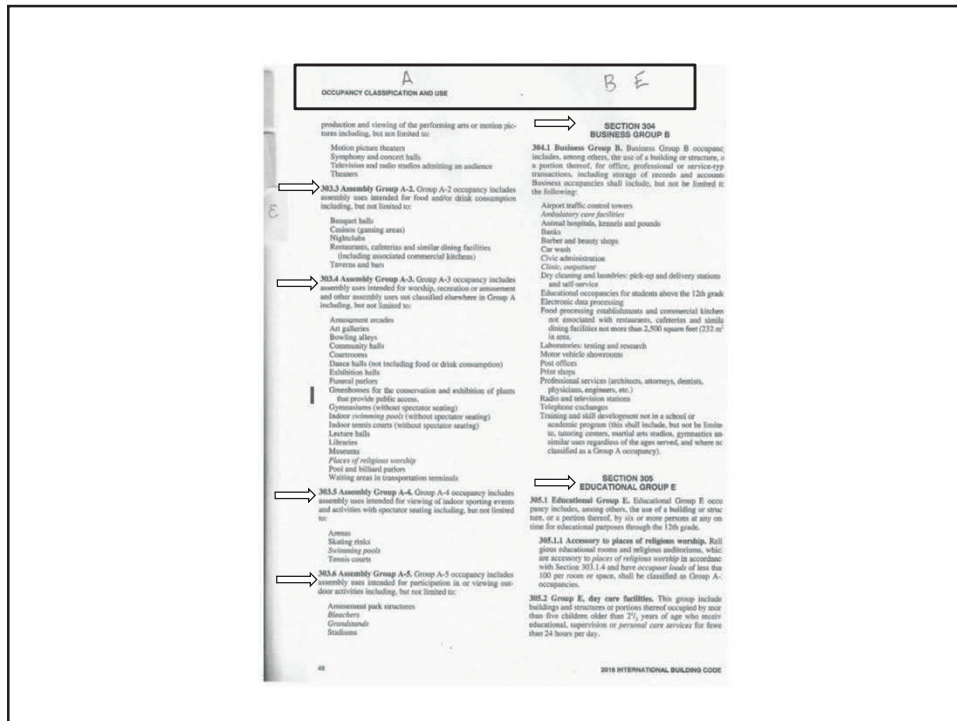 A
B E
OCCUPANCY CLASSIFICATION AND USE
production and viewing of the performing arts or motion pic-
tures including, but not limited to:
Motion picture theaters
Symphony and concert halls
Television and radio studios admitting an audience
Theaters
303.3 Assembly Group A-2. Group A-2 occupancy includes
assembly uses intended for food and/or drink consumption
including, but not limited to:
Banquet halls
Casinos (gaming areas)
Nightclubs
Restaurants, cafeterias and similar dining facilities
(including associated commercial kitchens)
Taverns and bars
E
303.4 Assembly Group A-3. Group A-3 occupancy includes
assembly uses intended for worship, recreation or amusement
and other assembly uses not classified elsewhere in Group A
including, but not limited to:
Amusement arcades
Art galleries
Bowling alleys
Community halls
Courtrooms
Dance halls (not including food or drink consumption)
Exhibition halls
Funeral parlors
Greenhouses for the conservation and exhibition of plants
that provide public access.
Gymnasiums (without spectator seating)
Indoor swimming pools (without spectator seating)
Indoor tennis courts (without spectator seating)
Lecture halls
Libraries
Museums
Places of religious worship
Pool and billiard parlors
Waiting areas in transportation terminals
303.5 Assembly Group A-4. Group A-4 occupancy includes
assembly uses intended for viewing of indoor sporting events
and activities with spectator seating including, but not limited
to:
Arenas
Skating rinks
Swimming pools
Tennis courts
303.6 Assembly Group A-5. Group A-5 occupancy includes
assembly uses intended for participation in or viewing out-
door activities including, but not limited to:
Amusement park structures
Bleachers
Grandstands
Stadiums
SECTION 304
BUSINESS GROUP B
304.1 Business Group B. Business Group B occupanc
includes, among others, the use of a building or structure, o
a portion thereof, for office, professional or service-typ
transactions, including storage of records and accounts
Business occupancies shall include, but not be limited to
the following:
Airport traffic control towers
Ambulatory care facilities
Animal hospitals, kennels and pounds
Banks
Barber and beauty shops
Car wash
Civic administration
Clinic, outpatient
Dry cleaning and laundries: pick-up and delivery stations
and self-service
Educational occupancies for students above the 12th grade
Electronic data processing
Food processing establishments and commercial kitchen
not associated with restaurants, cafeterias and simila
dining facilities not more than 2,500 square feet (232 m²
in area.
Laboratories: testing and research
Motor vehicle showrooms
Post offices
Print shops
Professional services (architects, attorneys, dentists,
physicians, engineers, etc.)
Radio and television stations
Telephone exchanges
Training and skill development not in a school or
academic program (this shall include, but not be limite
to, tutoring centers, martial arts studios, gymnastics an
similar uses regardless of the ages served, and where no
classified as a Group A occupancy).
SECTION 305
EDUCATIONAL GROUP E
305.1 Educational Group E. Educational Group E occu
pancy includes, among others, the use of a building or struc
ture, or a portion thereof, by six or more persons at any on
time for educational purposes through the 12th grade.
305.1.1 Accessory to places of religious worship. Reli
gious educational rooms and religious auditoriums, whic
are accessory to places of religious worship in accordanc
with Section 303.1.4 and have occupant loads of less tha
100 per room or space, shall be classified as Group A-
occupancies.
305.2 Group E, day care facilities. This group include
buildings and structures or portions thereof occupied by mor
than five children older than 2½ years of age who receiv
educational, supervision or personal care services for fewe
than 24 hours per day.
48
2018 INTERNATIONAL BUILDING CODE